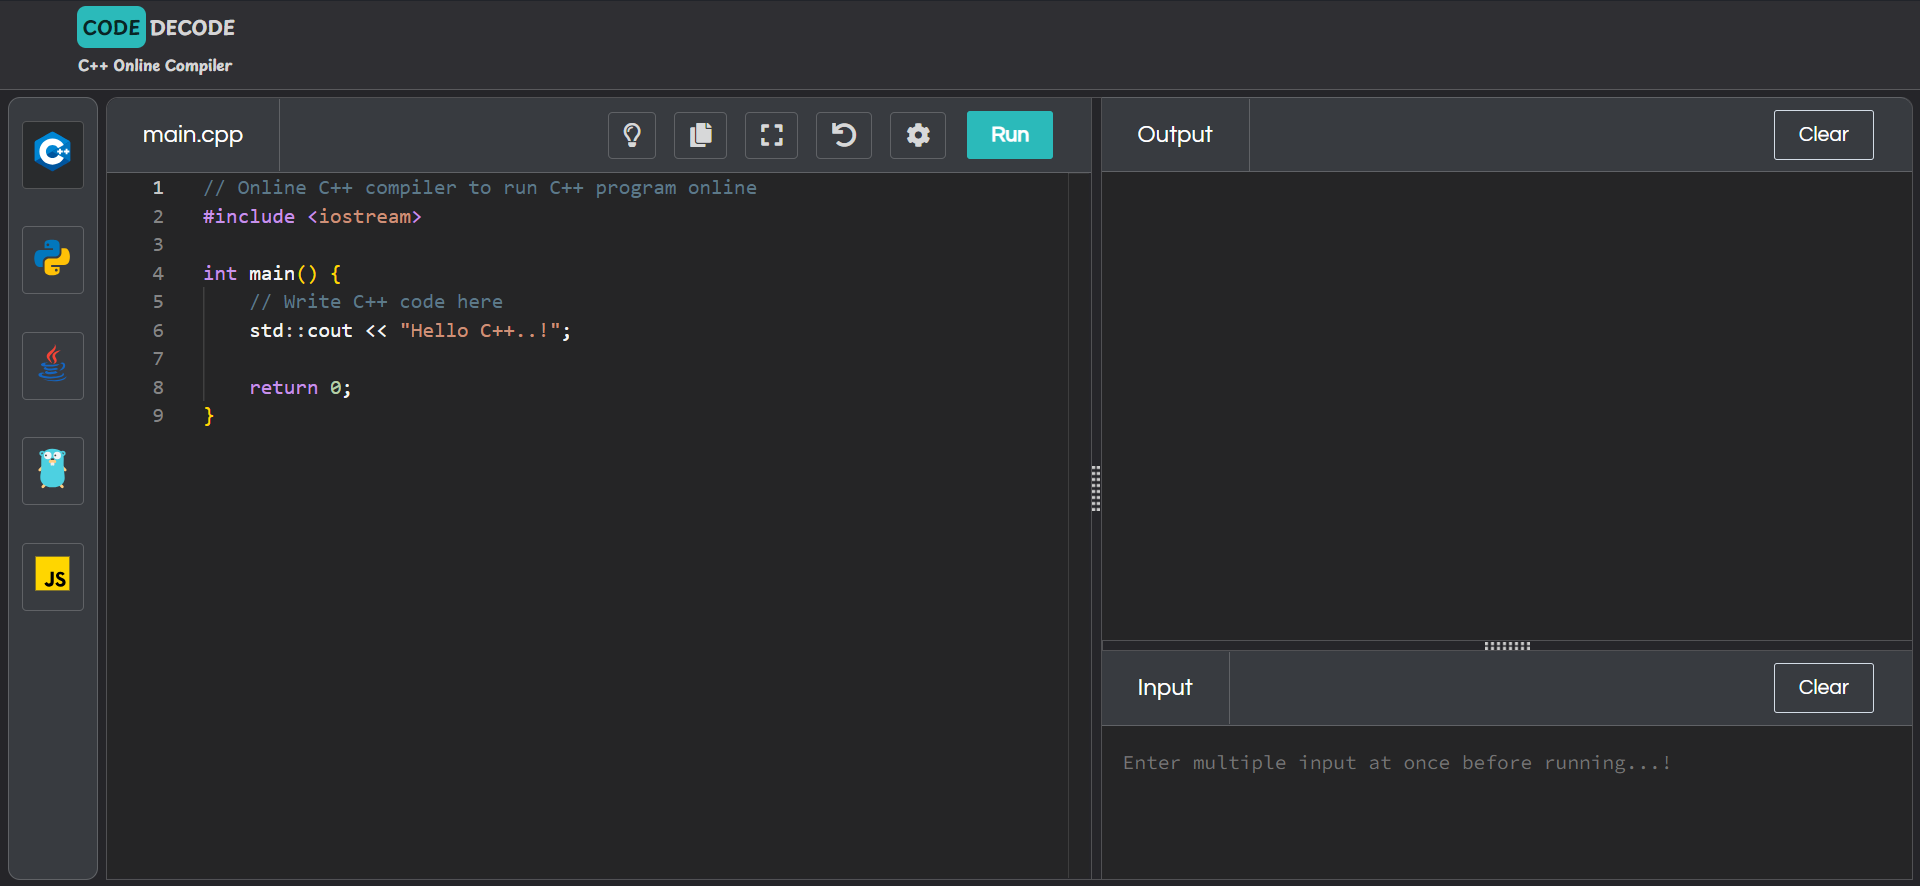 CODE DECODE
C++ Online Compiler
main.cpp
Run
1 // Online C++ compiler to run C++ program online
2 #include <iostream>
3
4 int main() {
5 // Write C++ code here
6 std::cout << "Hello C++..!";
7
8 return 0;
9 }
JS
Output
Clear
Input
Clear
Enter multiple input at once before running...!